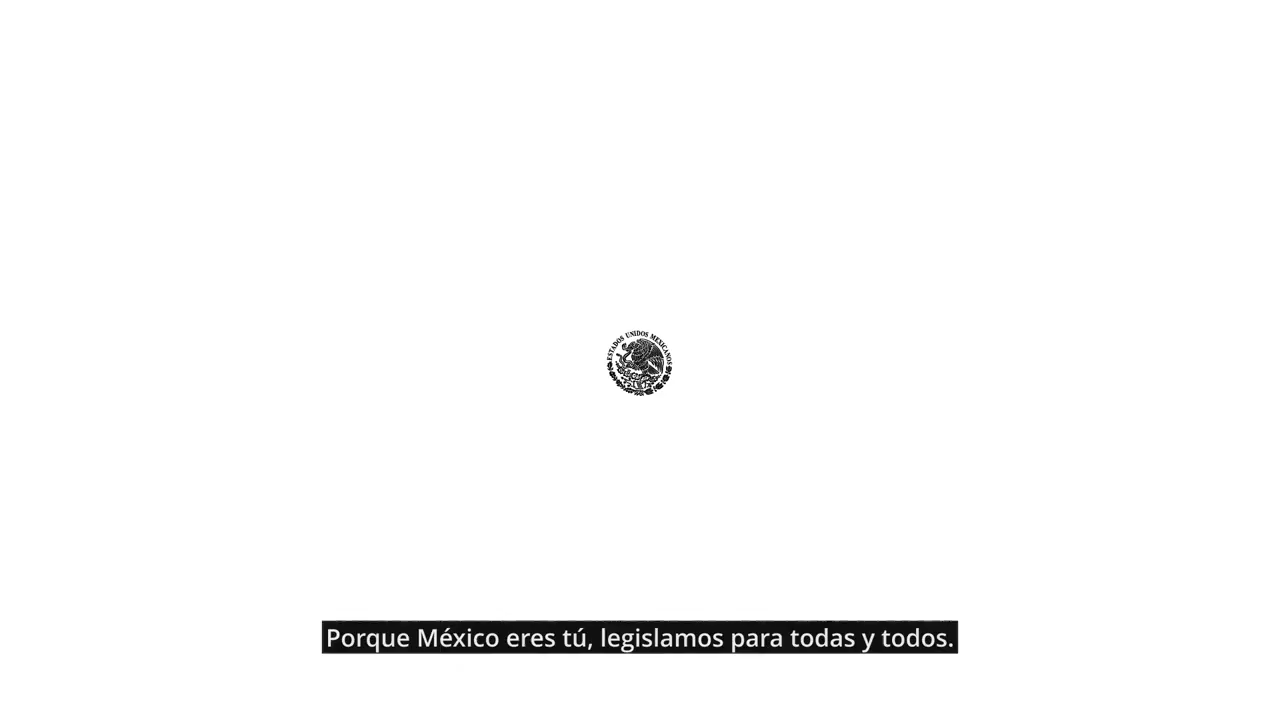 ESTADOS UNIDOS MEXICANOS
Porque México eres tú, legislamos para todas y todos.